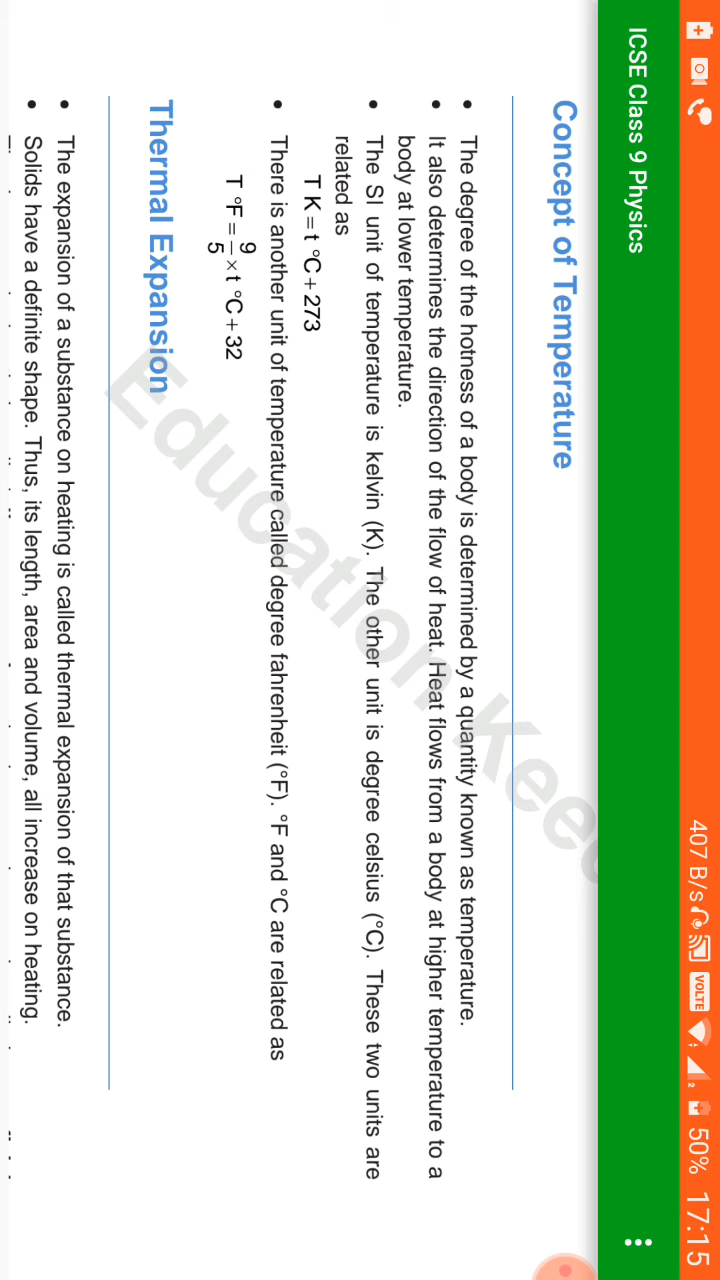 407 B/s VOLTE 2 50% 17:15
ICSE Class 9 Physics
Concept of Temperature
• The degree of the hotness of a body is determined by a quantity known as temperature.
• It also determines the direction of the flow of heat. Heat flows from a body at higher temperature to a
body at lower temperature.
• The SI unit of temperature is kelvin (K). The other unit is degree celsius (°C). These two units are
related as
T K = t °C + 273
• There is another unit of temperature called degree fahrenheit (°F). °F and °C are related as
T °F = 9/5 × t °C + 32
Thermal Expansion
• The expansion of a substance on heating is called thermal expansion of that substance.
• Solids have a definite shape. Thus, its length, area and volume, all increase on heating.
Education Kee